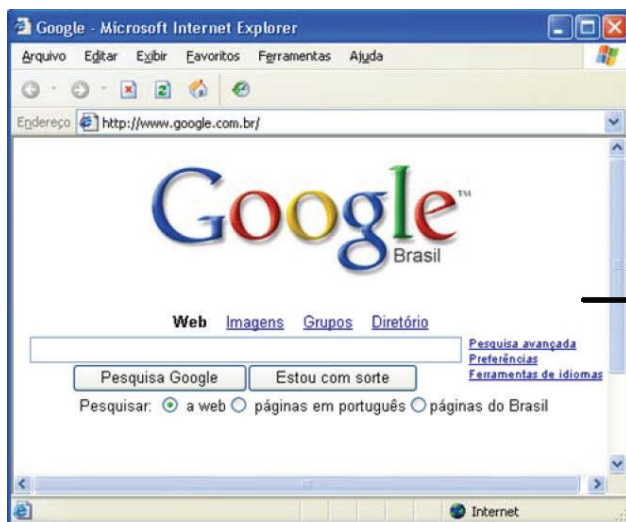 Google - Microsoft Internet Explorer
Arquivo Editar Exibir Favoritos Ferramentas Ajuda
Endereço http://www.google.com.br/
Google™
Brasil
Web Imagens Grupos Diretório
Pesquisa avançada
Preferências
Ferramentas de idiomas
Pesquisa Google Estou com sorte
Pesquisar: a web páginas em português páginas do Brasil
Internet